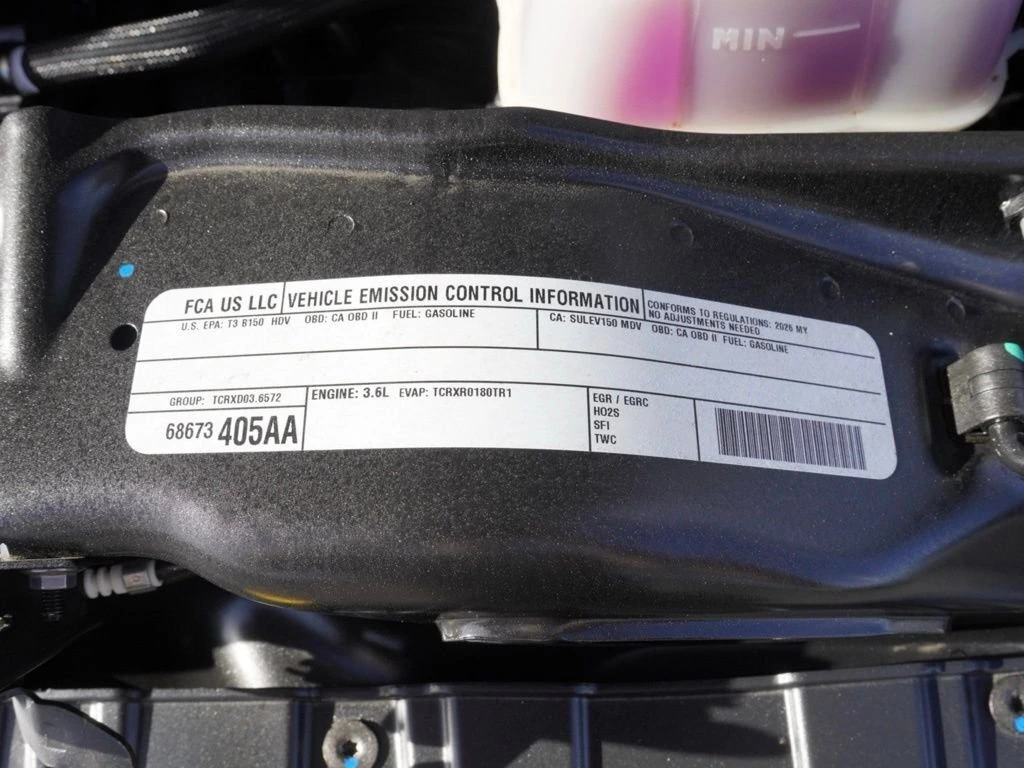 MIN
FCA US LLC VEHICLE EMISSION CONTROL INFORMATION
CONFORMS TO REGULATIONS: 2026 MY
NO ADJUSTMENTS NEEDED
U.S. EPA: T3 B150 HDV OBD: CA OBD II FUEL: GASOLINE
CA: SULEV150 MDV OBD: CA OBD II FUEL: GASOLINE
GROUP: TCRXD03.6572
68673 405AA
ENGINE: 3.6L EVAP: TCRXR0180TR1
EGR / EGRC
HO2S
SFI
TWC